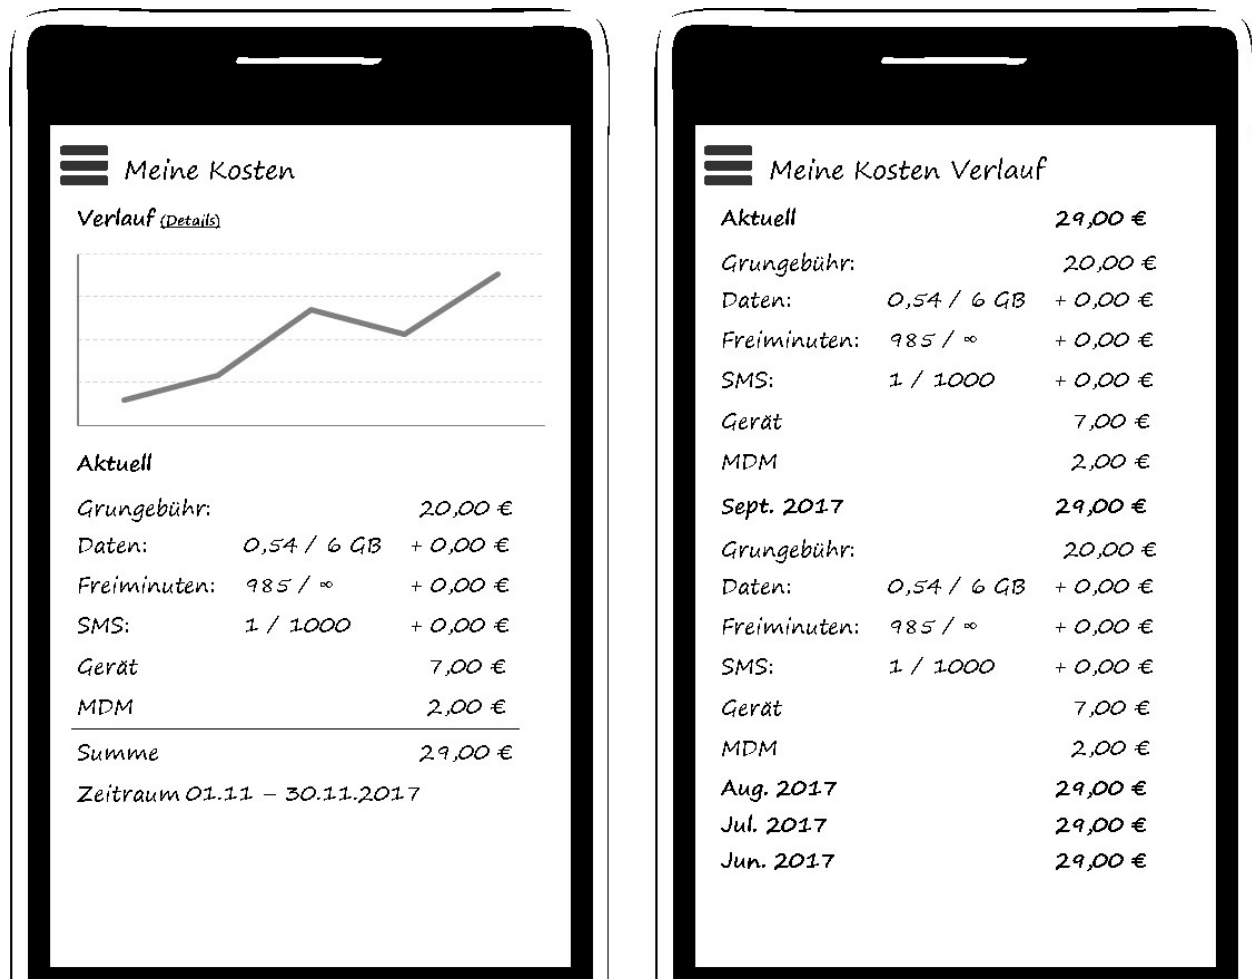 Meine Kosten
Verlauf (Details)
Aktuell
Grungebühr: 20,00 €
Daten: 0,54 / 6 GB + 0,00 €
Freiminuten: 985 / ∞ + 0,00 €
SMS: 1 / 1000 + 0,00 €
Gerät 7,00 €
MDM 2,00 €
Summe 29,00 €
Zeitraum 01.11 – 30.11.2017
Meine Kosten Verlauf
Aktuell 29,00 €
Grungebühr: 20,00 €
Daten: 0,54 / 6 GB + 0,00 €
Freiminuten: 985 / ∞ + 0,00 €
SMS: 1 / 1000 + 0,00 €
Gerät 7,00 €
MDM 2,00 €
Sept. 2017 29,00 €
Grungebühr: 20,00 €
Daten: 0,54 / 6 GB + 0,00 €
Freiminuten: 985 / ∞ + 0,00 €
SMS: 1 / 1000 + 0,00 €
Gerät 7,00 €
MDM 2,00 €
Aug. 2017 29,00 €
Jul. 2017 29,00 €
Jun. 2017 29,00 €